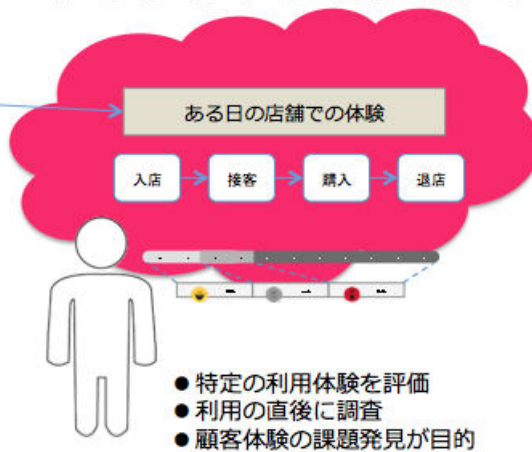 ある日の店舗での体験
入店 接客 購入 退店
● 特定の利用体験を評価
● 利用の直後に調査
● 顧客体験の課題発見が目的